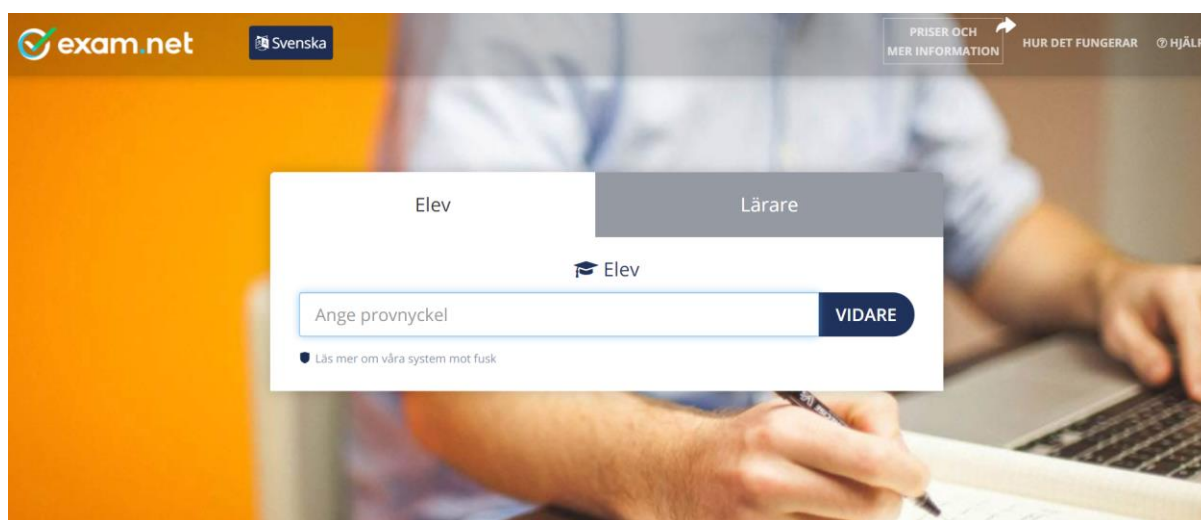 exam.net
Svenska
PRISER OCH
MER INFORMATION
HUR DET FUNGERAR
HJÄLP
Elev
Lärare
Elev
Ange provnyckel
VIDARE
Läs mer om våra system mot fusk